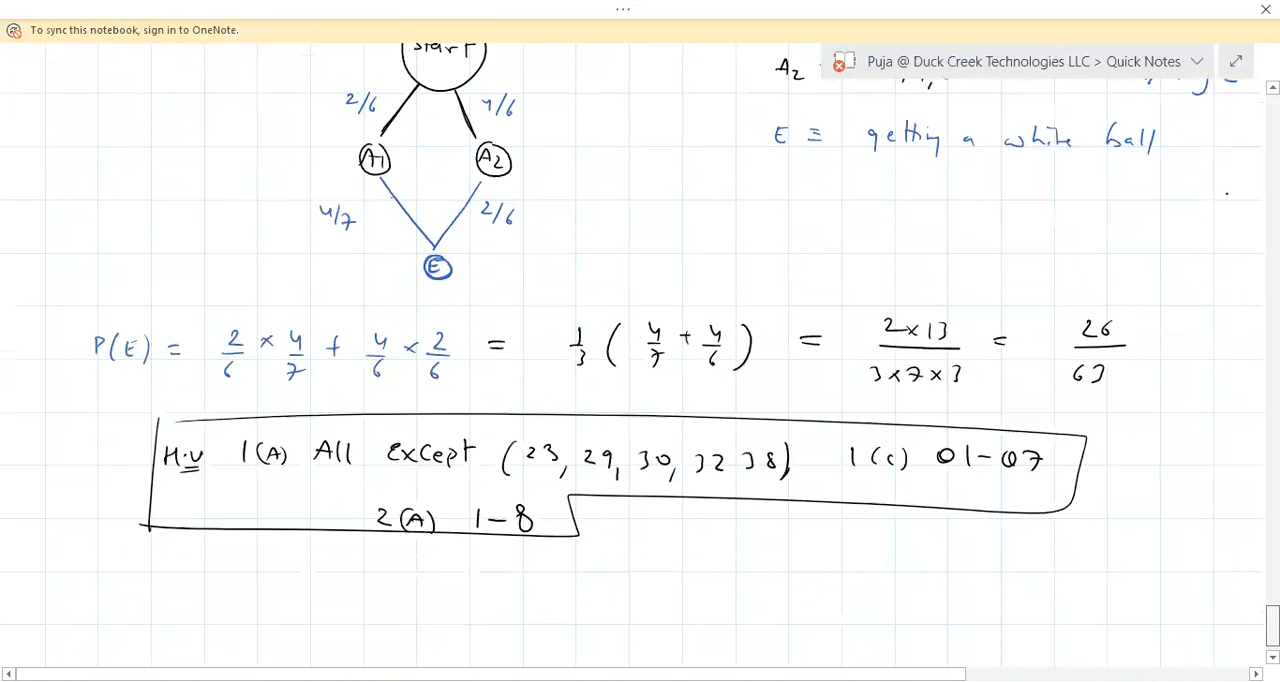 ...
To sync this notebook, sign in to OneNote.
Puja @ Duck Creek Technologies LLC > Quick Notes
start
A2
2/6 4/6
E ≡ getting a white ball
A1 A2
4/7 2/6
E
P(E) = 2/6 × 4/7 + 4/6 × 2/6 = 1/3 ( 4/7 + 4/6 ) = 2×13 / 3×7×3 = 26/63
H.W 1(A) All Except (23, 29, 30, 32 38) 1(c) 01-07
2(A) 1-8